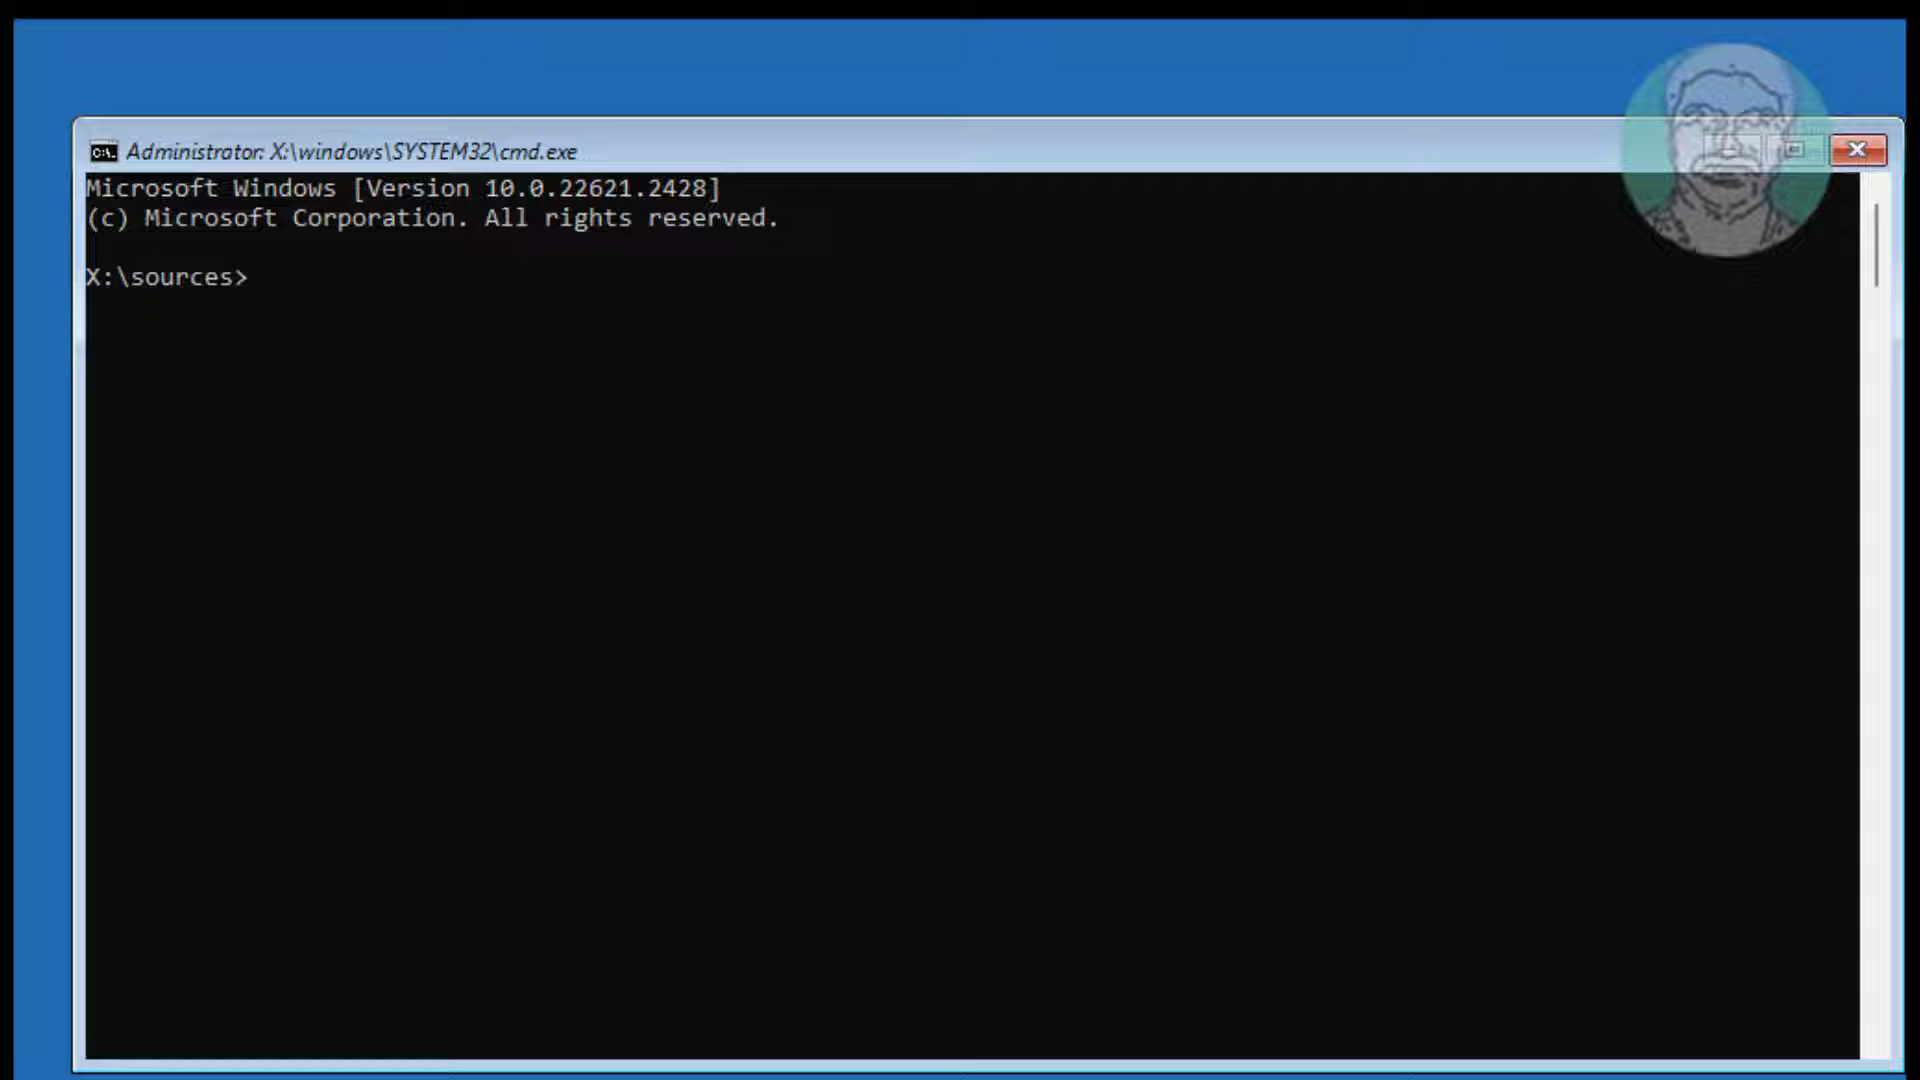 Administrator: X:\windows\SYSTEM32\cmd.exe
Microsoft Windows [Version 10.0.22621.2428]
(c) Microsoft Corporation. All rights reserved.
X:\sources>